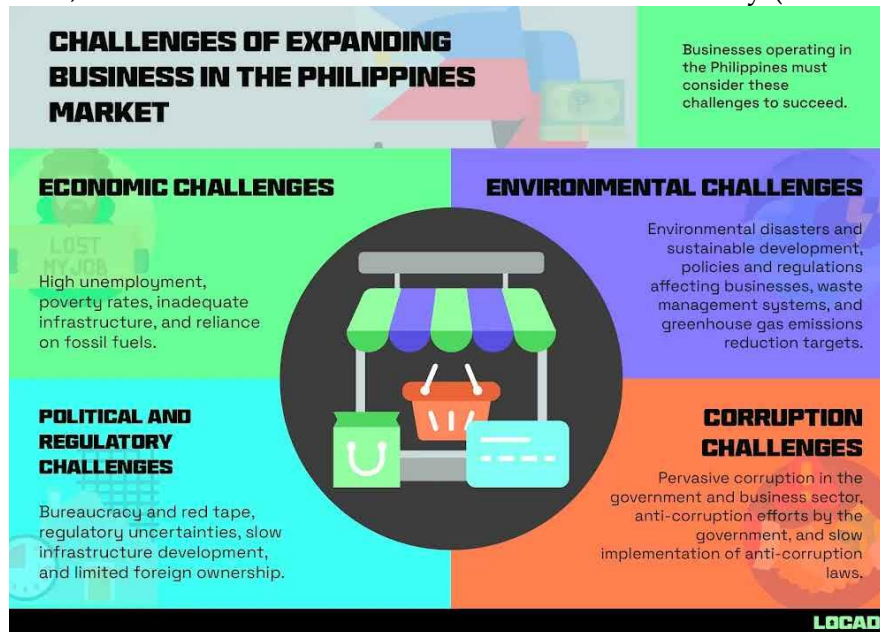 CHALLENGES OF EXPANDING
BUSINESS IN THE PHILIPPINES
MARKET
Businesses operating in
the Philippines must
consider these
challenges to succeed.
ECONOMIC CHALLENGES
LOST
MY JOB
High unemployment,
poverty rates, inadequate
infrastructure, and reliance
on fossil fuels.
ENVIRONMENTAL CHALLENGES
Environmental disasters and
sustainable development,
policies and regulations
affecting businesses, waste
management systems, and
greenhouse gas emissions
reduction targets.
POLITICAL AND
REGULATORY
CHALLENGES
Bureaucracy and red tape,
regulatory uncertainties, slow
infrastructure development,
and limited foreign ownership.
CORRUPTION
CHALLENGES
Pervasive corruption in the
government and business sector,
anti-corruption efforts by the
government, and slow
implementation of anti-corruption
laws.
LOCAD